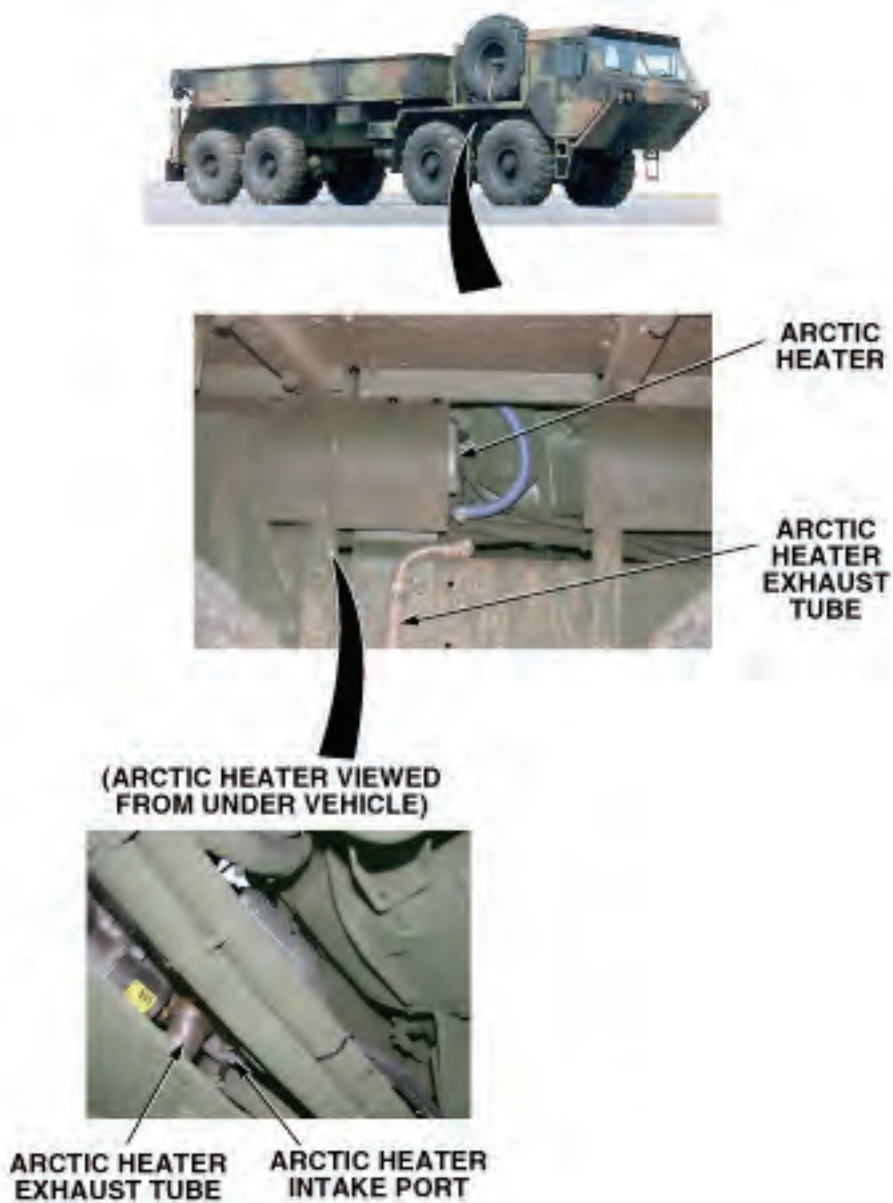 ARCTIC
HEATER
ARCTIC
HEATER
EXHAUST
TUBE
(ARCTIC HEATER VIEWED
FROM UNDER VEHICLE)
ARCTIC HEATER
EXHAUST TUBE
ARCTIC HEATER
INTAKE PORT